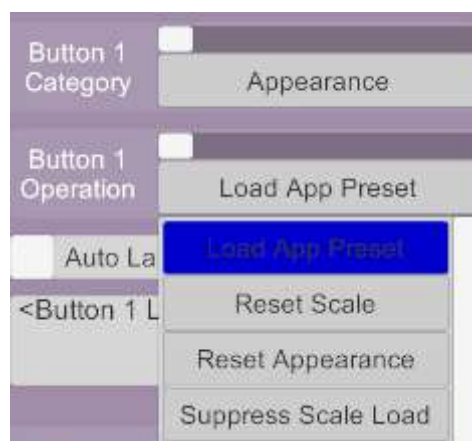 Button 1
Category
Appearance
Button 1
Operation
Load App Preset
Load App Preset
Auto La
Reset Scale
<Button 1 L
Reset Appearance
Suppress Scale Load